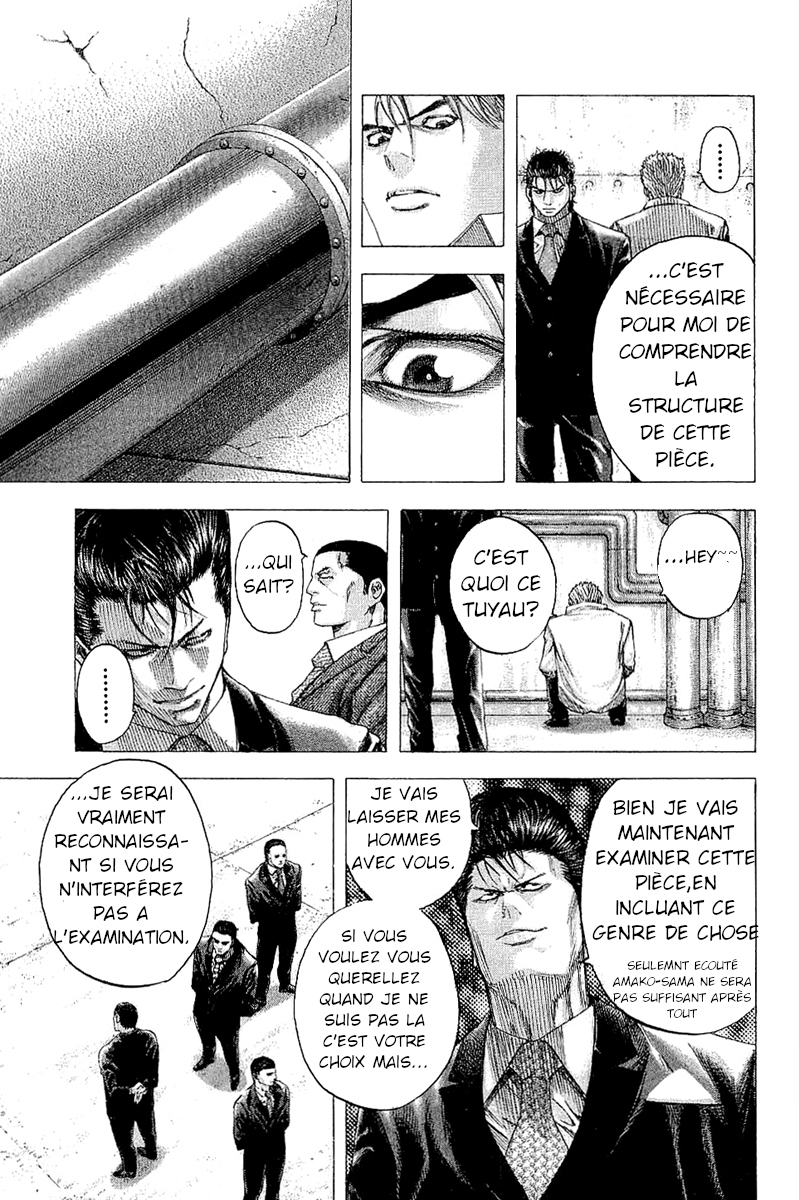 ......
...C'EST
NÉCESSAIRE
POUR MOI DE
COMPRENDRE
LA
STRUCTURE
DE CETTE
PIÈCE.
...HEY~~
C'EST
QUOI CE
TUYAU?
...QUI
SAIT?
......
BIEN JE VAIS
MAINTENANT
EXAMINER CETTE
PIÈCE,EN
INCLUANT CE
GENRE DE CHOSE
SEULEMNT ECOUTÉ
AMAKO-SAMA NE SERA
PAS SUFFISANT APRÈS
TOUT
JE VAIS
LAISSER MES
HOMMES
AVEC VOUS.
SI VOUS
VOULEZ VOUS
QUERELLEZ
QUAND JE NE
SUIS PAS LA
C'EST VOTRE
CHOIX MAIS...
...JE SERAI
VRAIMENT
RECONNAISSA-
NT SI VOUS
N'INTERFÉREZ
PAS A
L'EXAMINATION.